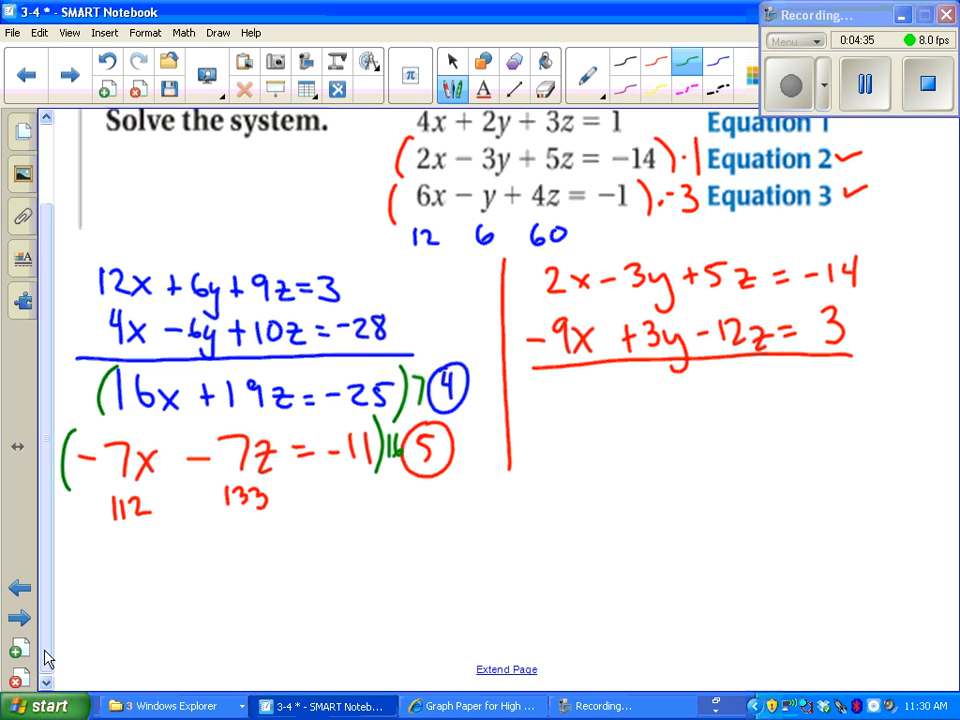 3-4 * - SMART Notebook
File Edit View Insert Format Math Draw Help
Recording...
Menu 0:04:35 8.0 fps
Solve the system.
4x + 2y + 3z = 1 Equation 1
(2x − 3y + 5z = −14)·1 Equation 2 ✓
(6x − y + 4z = −1)·-3 Equation 3 ✓
12 6 60
12x + 6y + 9z = 3
4x - 6y + 10z = -28
(16x + 19z = -25)7 4
(-7x - 7z = -11)16 5
112 133
2x - 3y + 5z = -14
-9x + 3y - 12z = 3
Extend Page
start 3 Windows Explorer 3-4 * - SMART Noteb... Graph Paper for High ... Recording... 11:30 AM